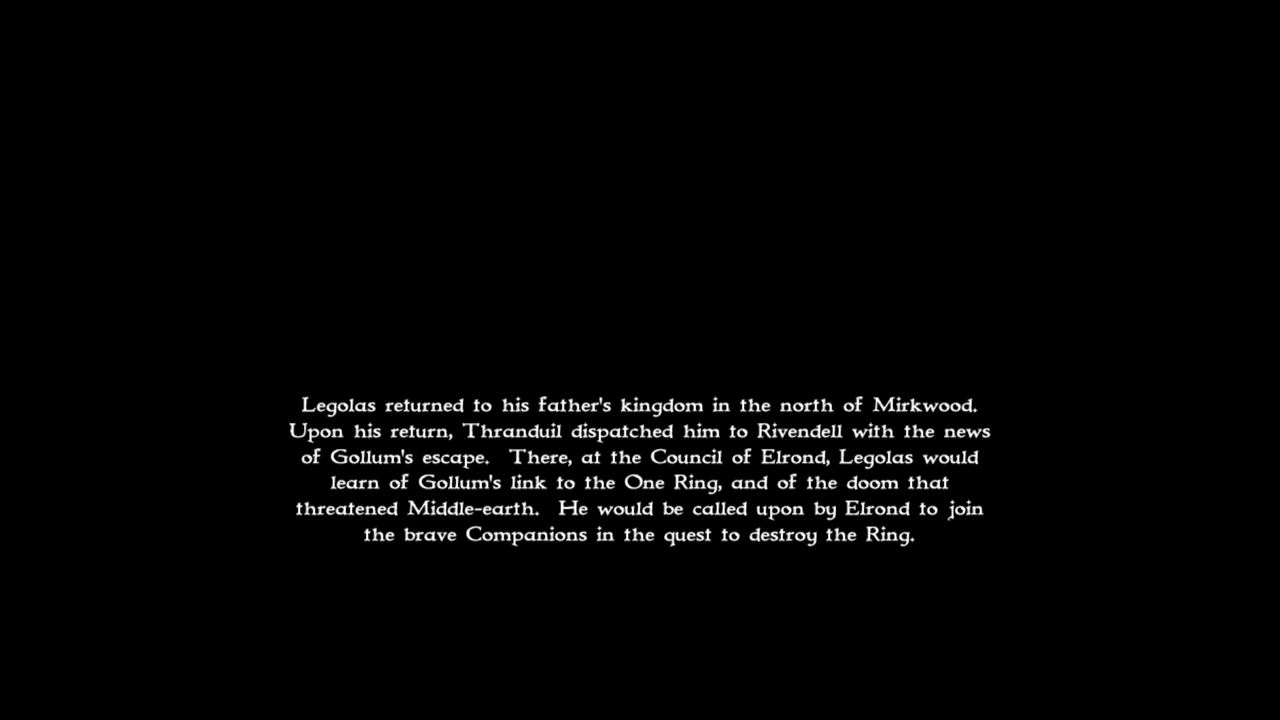 Legolas returned to his father's kingdom in the north of Mirkwood.
Upon his return, Thranduil dispatched him to Rivendell with the news
of Gollum's escape.  There, at the Council of Elrond, Legolas would
learn of Gollum's link to the One Ring, and of the doom that
threatened Middle-earth.  He would be called upon by Elrond to join
the brave Companions in the quest to destroy the Ring.